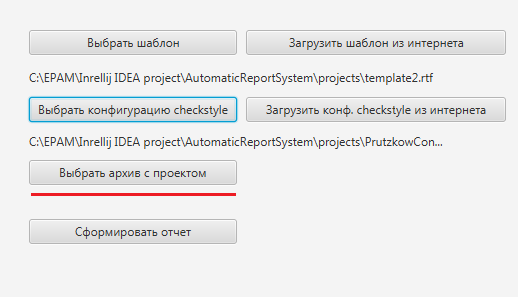 Выбрать шаблон Загрузить шаблон из интернета
C:\EPAM\Inrellij IDEA project\AutomaticReportSystem\projects\template2.rtf
Выбрать конфигурацию checkstyle Загрузить конф. checkstyle из интернета
C:\EPAM\Inrellij IDEA project\AutomaticReportSystem\projects\PrutzkowCon...
Выбрать архив с проектом
Сформировать отчет